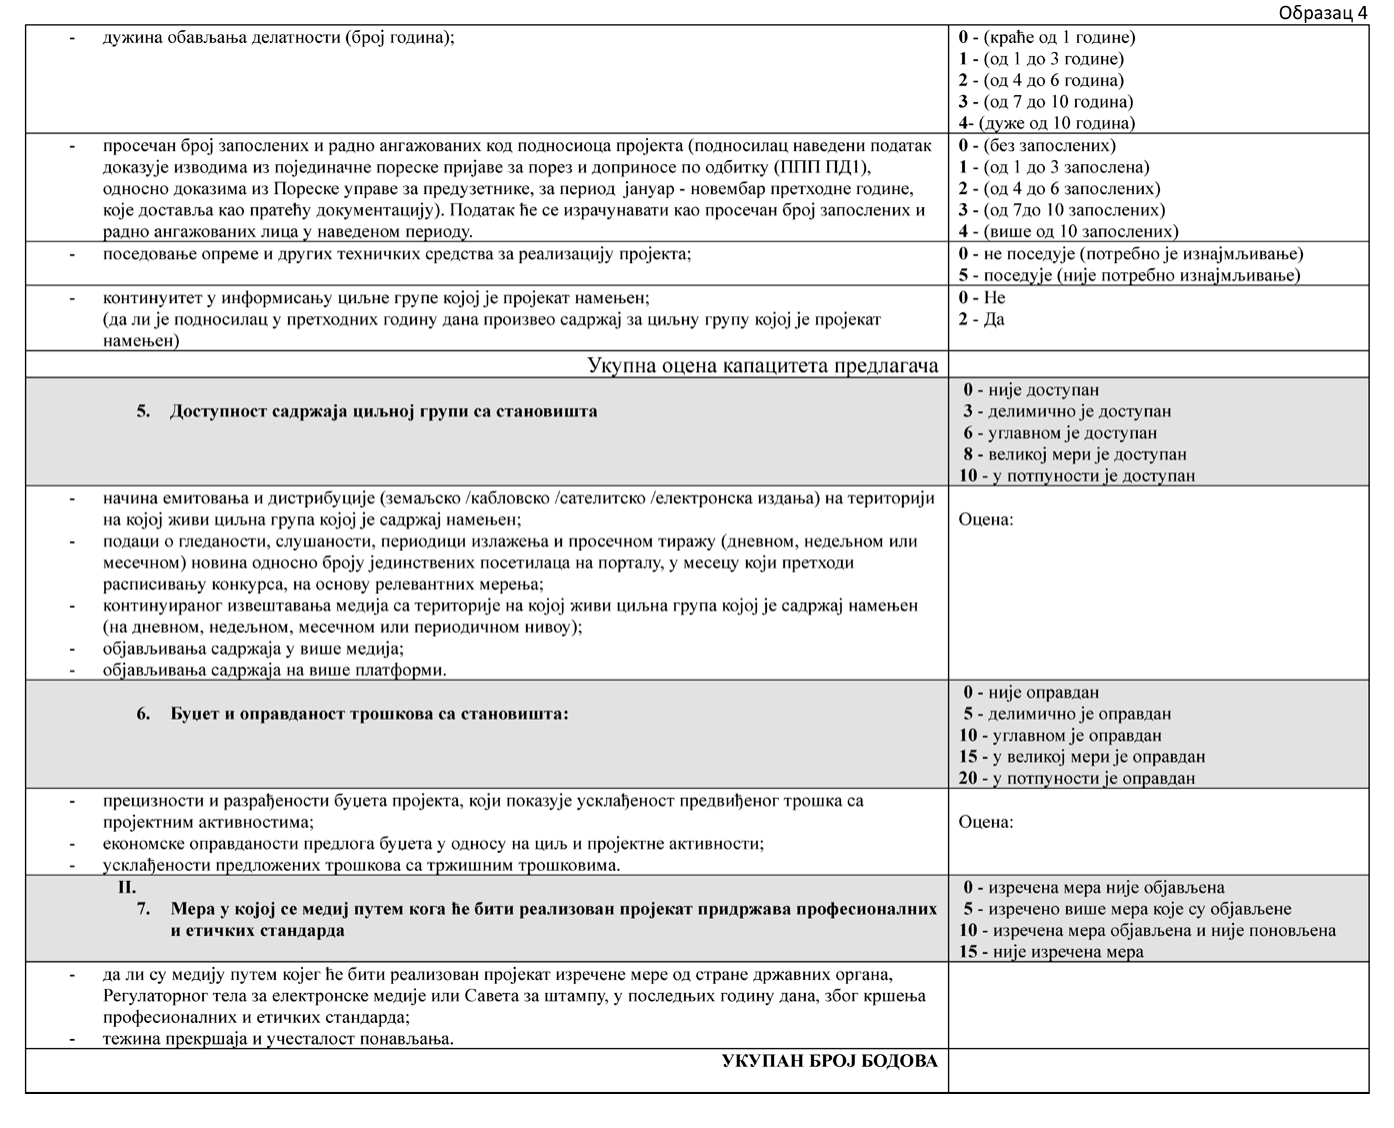 Образац 4
- дужина обављања делатности (број година);
0 - (краће од 1 године)
1 - (од 1 до 3 године)
2 - (од 4 до 6 година)
3 - (од 7 до 10 година)
4- (дуже од 10 година)
- просечан број запослених и радно ангажованих код подносиоца пројекта (подносилац наведени податак
доказује изводима из појединачне пореске пријаве за порез и доприносе по одбитку (ППП ПД1),
односно доказима из Пореске управе за предузетнике, за период јануар - новембар претходне године,
које доставља као пратећу документацију). Податак ће се израчунавати као просечан број запослених и
радно ангажованих лица у наведеном периоду.
0 - (без запослених)
1 - (од 1 до 3 запослена)
2 - (од 4 до 6 запослених)
3 - (од 7до 10 запослених)
4 - (више од 10 запослених)
- поседовање опреме и других техничких средства за реализацију пројекта;
0 - не поседује (потребно је изнајмљивање)
5 - поседује (није потребно изнајмљивање)
- континуитет у информисању циљне групе којој је пројекат намењен;
(да ли је подносилац у претходних годину дана произвео садржај за циљну групу којој је пројекат
намењен)
0 - Не
2 - Да
Укупна оцена капацитета предлагача
5. Доступност садржаја циљној групи са становишта
0 - није доступан
3 - делимично је доступан
6 - углавном је доступан
8 - великој мери је доступан
10 - у потпуности је доступан
- начина емитовања и дистрибуције (земаљско /кабловско /сателитско /електронска издања) на територији
на којој живи циљна група којој је садржај намењен;
- подаци о гледаности, слушаности, периодици излажења и просечном тиражу (дневном, недељном или
месечном) новина односно броју јединствених посетилаца на порталу, у месецу који претходи
расписивању конкурса, на основу релевантних мерења;
- континуираног извештавања медија са територије на којој живи циљна група којој је садржај намењен
(на дневном, недељном, месечном или периодичном нивоу);
- објављивања садржаја у више медија;
- објављивања садржаја на више платформи.
Оцена:
6. Буџет и оправданост трошкова са становишта:
0 - није оправдан
5 - делимично је оправдан
10 - углавном је оправдан
15 - у великој мери је оправдан
20 - у потпуности је оправдан
- прецизности и разрађености буџета пројекта, који показује усклађеност предвиђеног трошка са
пројектним активностима;
- економске оправданости предлога буџета у односу на циљ и пројектне активности;
- усклађености предложених трошкова са тржишним трошковима.
Оцена:
II.
7. Мера у којој се медиј путем кога ће бити реализован пројекат придржава професионалних
и етичких стандарда
0 - изречена мера није објављена
5 - изречено више мера које су објављене
10 - изречена мера објављена и није поновљена
15 - није изречена мера
- да ли су медију путем којег ће бити реализован пројекат изречене мере од стране државних органа,
Регулаторног тела за електронске медије или Савета за штампу, у последњих годину дана, због кршења
професионалних и етичких стандарда;
- тежина прекршаја и учесталост понављања.
УКУПАН БРОЈ БОДОВА